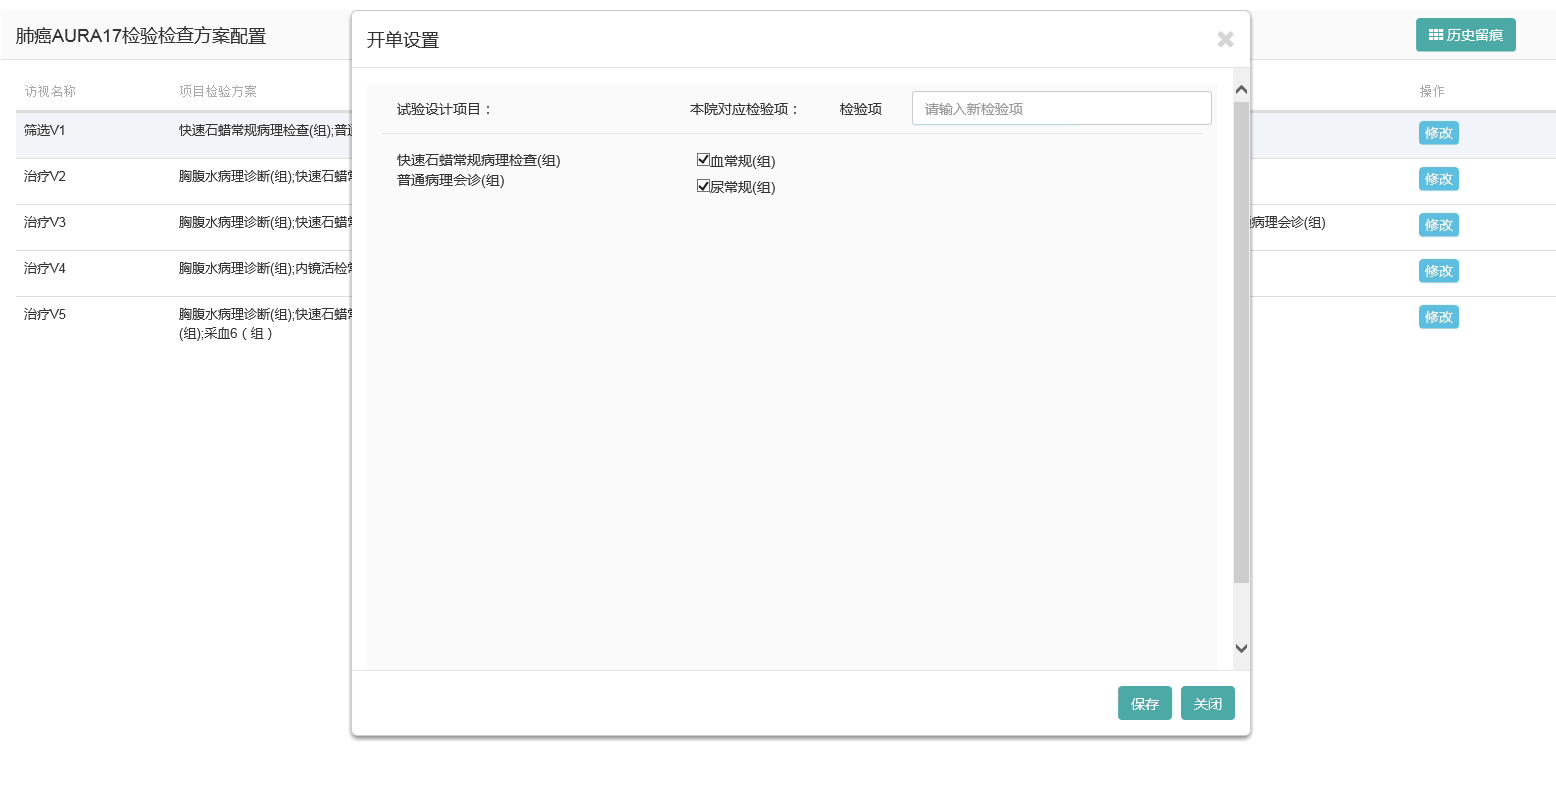 肺癌AURA17检验检查方案配置
历史留痕
访视名称
项目检验方案
操作
筛选V1
快速石蜡常规病理检查(组);普通
修改
治疗V2
胸腹水病理诊断(组);快速石蜡常
修改
治疗V3
胸腹水病理诊断(组);快速石蜡常
病理会诊(组)
修改
治疗V4
胸腹水病理诊断(组);内镜活检常
修改
治疗V5
胸腹水病理诊断(组);快速石蜡常
(组);采血6（组）
修改
开单设置
试验设计项目：
本院对应检验项：
检验项
请输入新检验项
快速石蜡常规病理检查(组)
普通病理会诊(组)
血常规(组)
尿常规(组)
保存
关闭